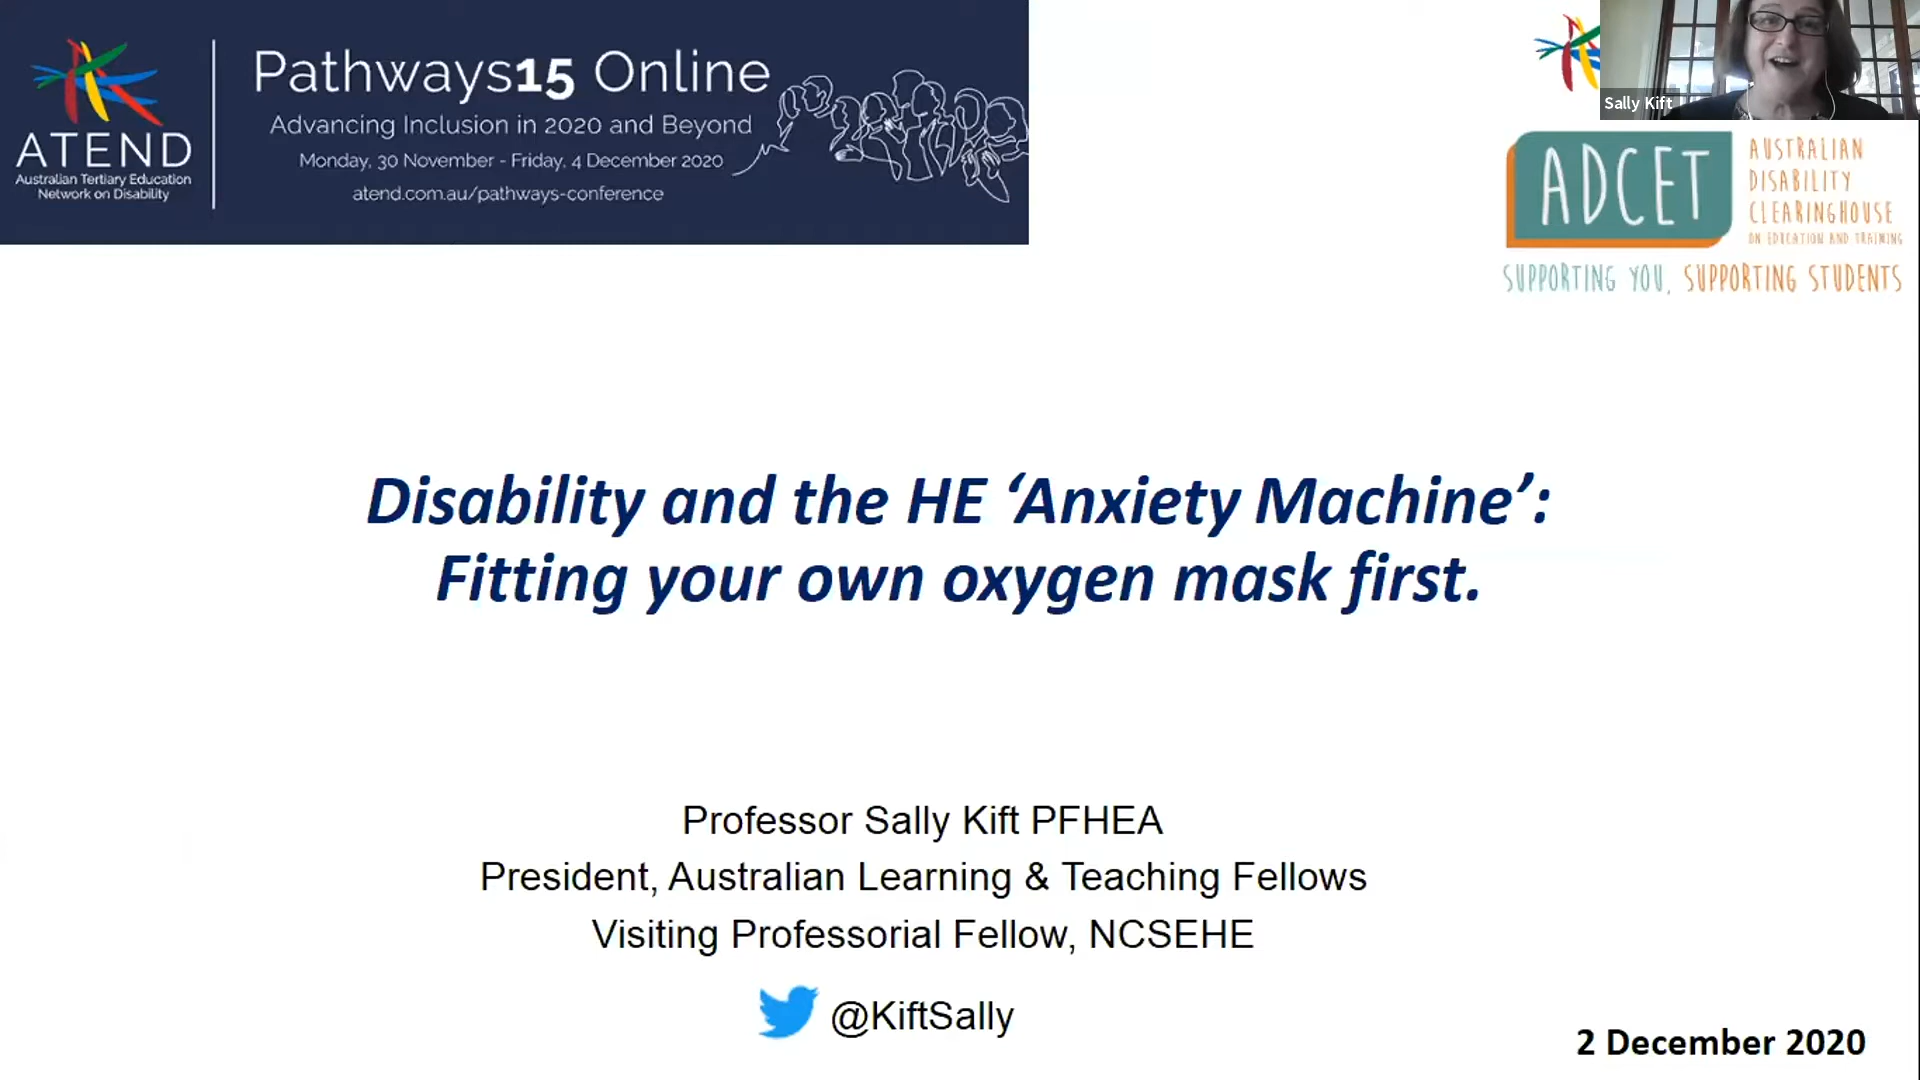 ATEND
Australian Tertiary Education
Network on Disability
Pathways15 Online
Advancing Inclusion in 2020 and Beyond
Monday, 30 November - Friday, 4 December 2020
atend.com.au/pathways-conference
Sally Kift
ADCET
AUSTRALIAN
DISABILITY
CLEARINGHOUSE
ON EDUCATION AND TRAINING
SUPPORTING YOU, SUPPORTING STUDENTS
Disability and the HE ‘Anxiety Machine’:
Fitting your own oxygen mask first.
Professor Sally Kift PFHEA
President, Australian Learning & Teaching Fellows
Visiting Professorial Fellow, NCSEHE
@KiftSally
2 December 2020